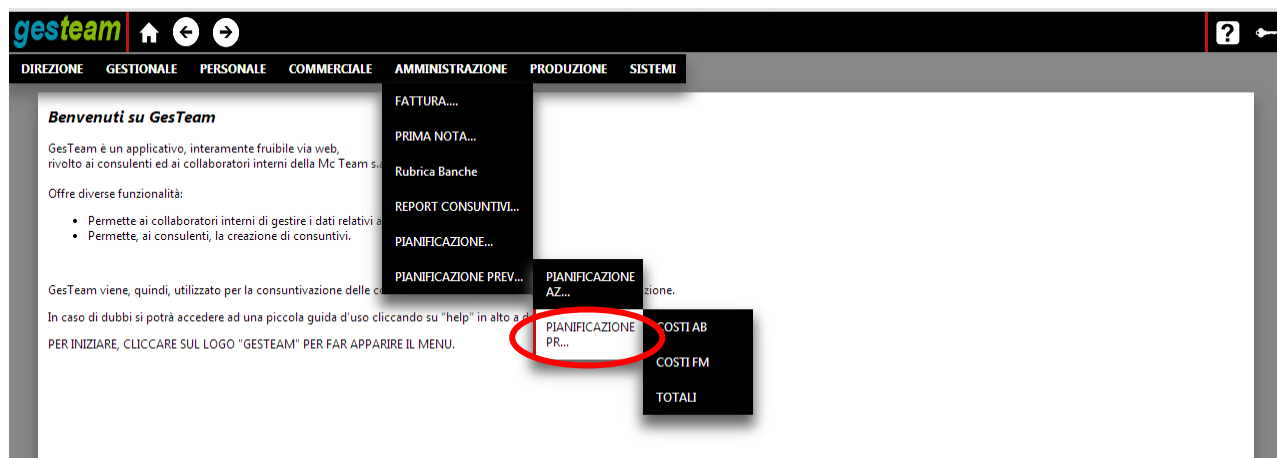 gesteam
?
DIREZIONE GESTIONALE PERSONALE COMMERCIALE AMMINISTRAZIONE PRODUZIONE SISTEMI
FATTURA....
PRIMA NOTA...
Rubrica Banche
REPORT CONSUNTIVI...
PIANIFICAZIONE...
PIANIFICAZIONE PREV...
PIANIFICAZIONE
AZ...
PIANIFICAZIONE
PR...
COSTI AB
COSTI FM
TOTALI
Benvenuti su GesTeam
GesTeam è un applicativo, interamente fruibile via web,
rivolto ai consulenti ed ai collaboratori interni della Mc Team
Offre diverse funzionalità:
• Permette ai collaboratori interni di gestire i dati relativi
• Permette, ai consulenti, la creazione di consuntivi.
GesTeam viene, quindi, utilizzato per la consuntivazione delle zione.
In caso di dubbi si potrà accedere ad una piccola guida d'uso cliccando su "help" in alto a
PER INIZIARE, CLICCARE SUL LOGO "GESTEAM" PER FAR APPARIRE IL MENU.